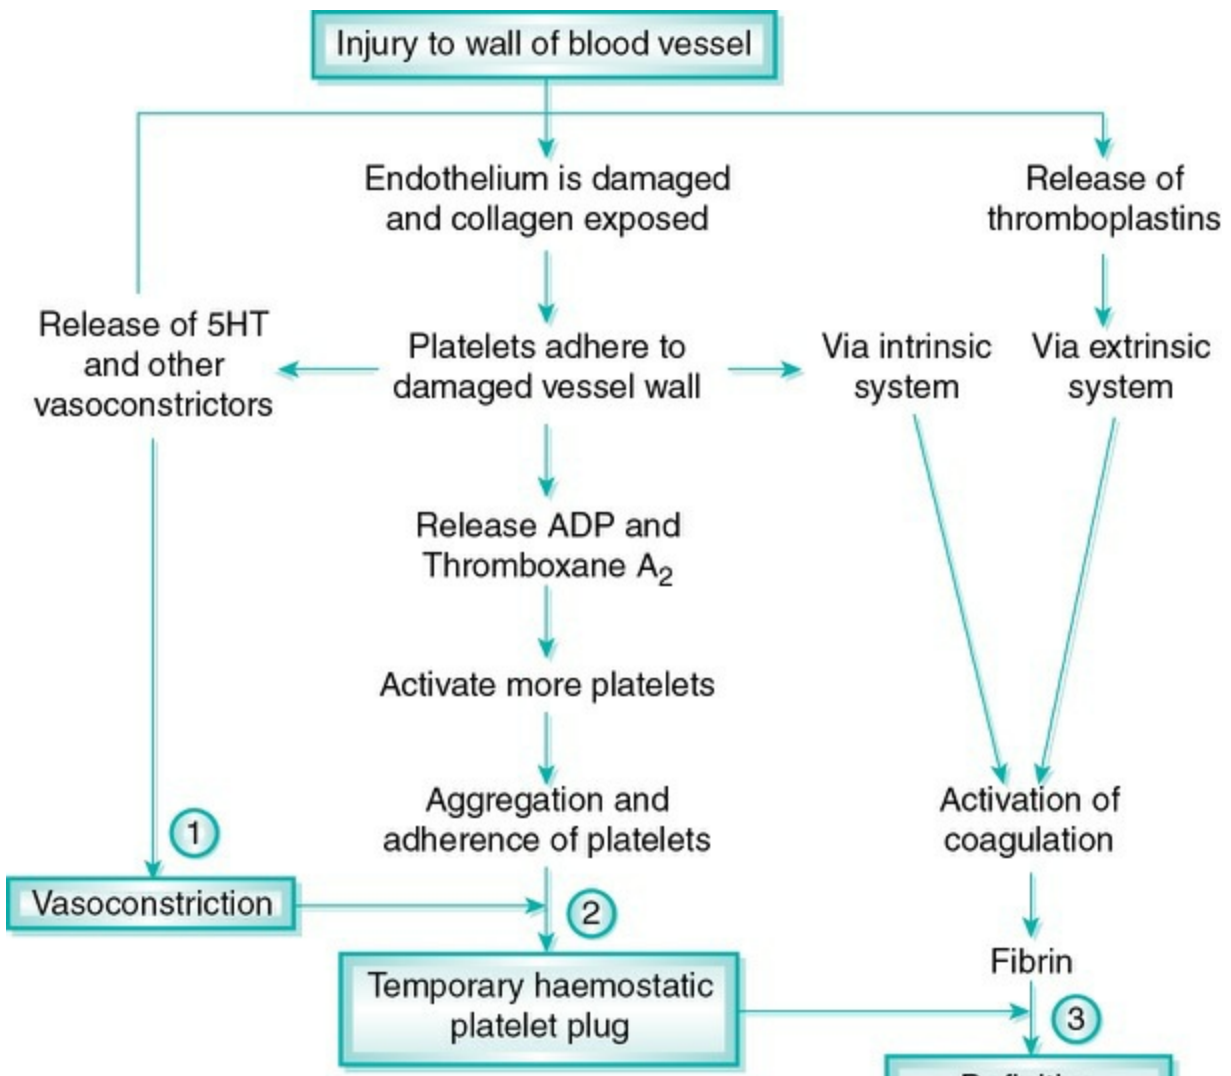 Injury to wall of blood vessel
Endothelium is damaged
and collagen exposed
Release of
thromboplastins
Release of 5HT
and other
vasoconstrictors
Platelets adhere to
damaged vessel wall
Via intrinsic
system
Via extrinsic
system
Release ADP and
Thromboxane A₂
Activate more platelets
Aggregation and
adherence of platelets
Activation of
coagulation
1
Vasoconstriction
2
Fibrin
Temporary haemostatic
platelet plug
3